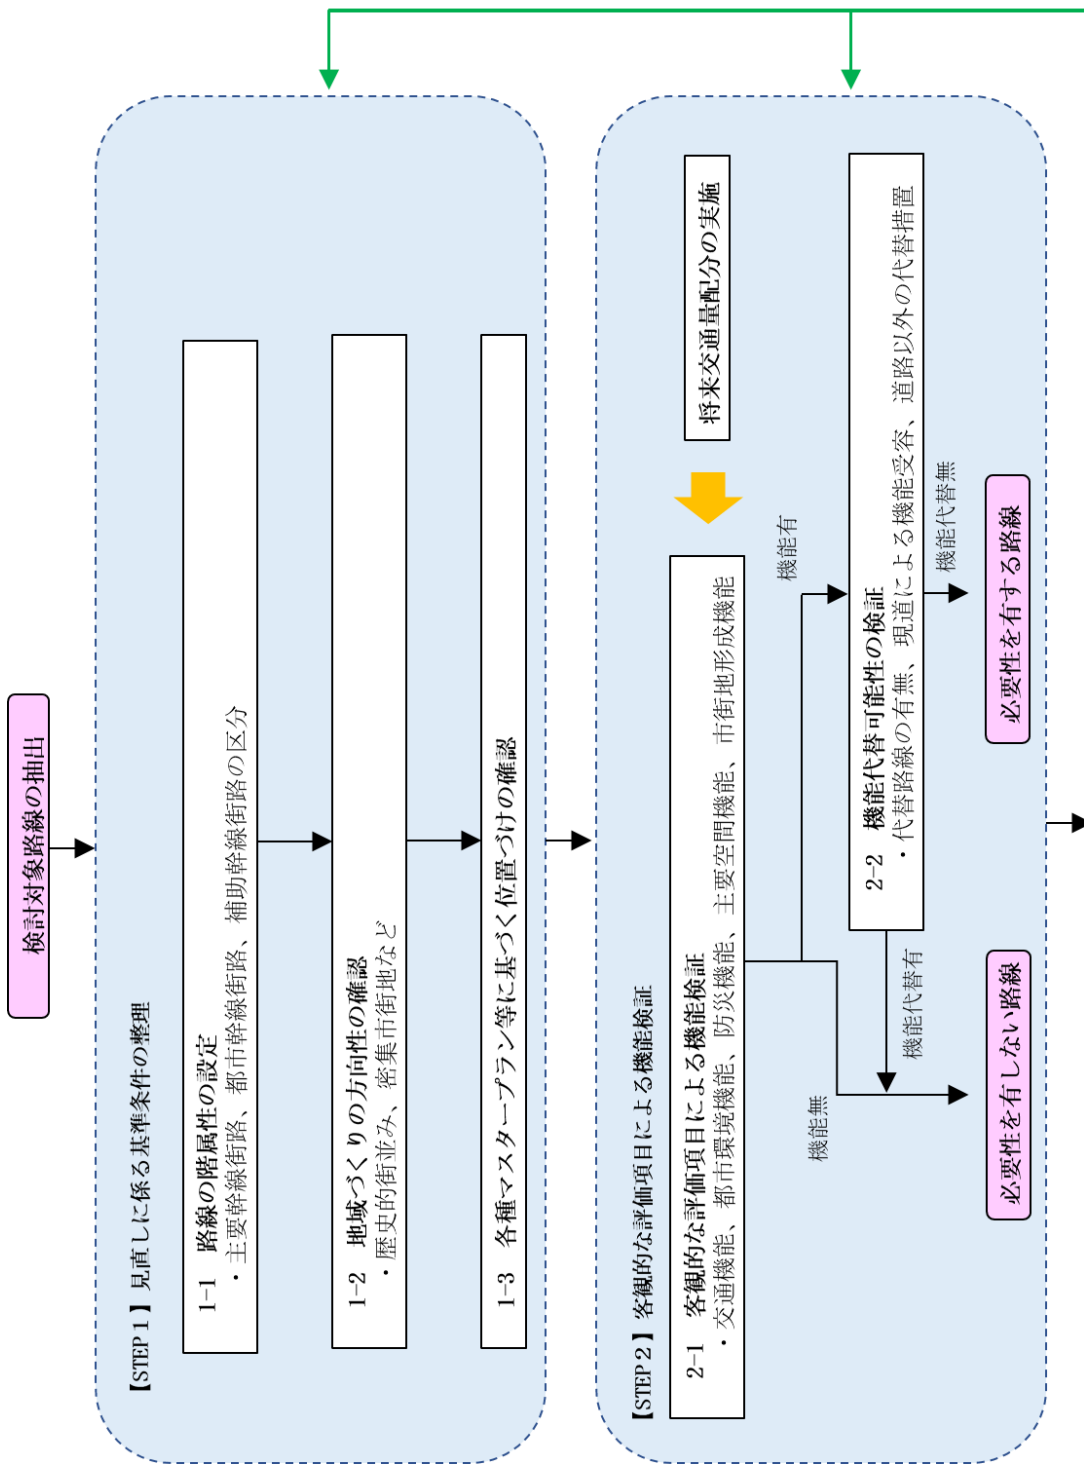 検討対象路線の抽出
【STEP 1】見直しに係る基準条件の整理
1-1 路線の階層性の設定
・主要幹線街路、都市幹線街路、補助幹線街路の区分
1-2 地域づくりの方向性の確認
・歴史的街並み、密集市街地など
1-3 各種マスタープラン等に基づく位置づけの確認
【STEP 2】客観的な評価項目による機能検証
2-1 客観的な評価項目による機能検証
・交通機能、都市環境機能、防災機能、主要空間機能、市街地形成機能
将来交通量配分の実施
機能有
機能無
2-2 機能代替可能性の検証
・代替路線の有無、現道による機能受容、道路以外の代替措置
機能代替有
機能代替無
必要性を有しない路線
必要性を有する路線